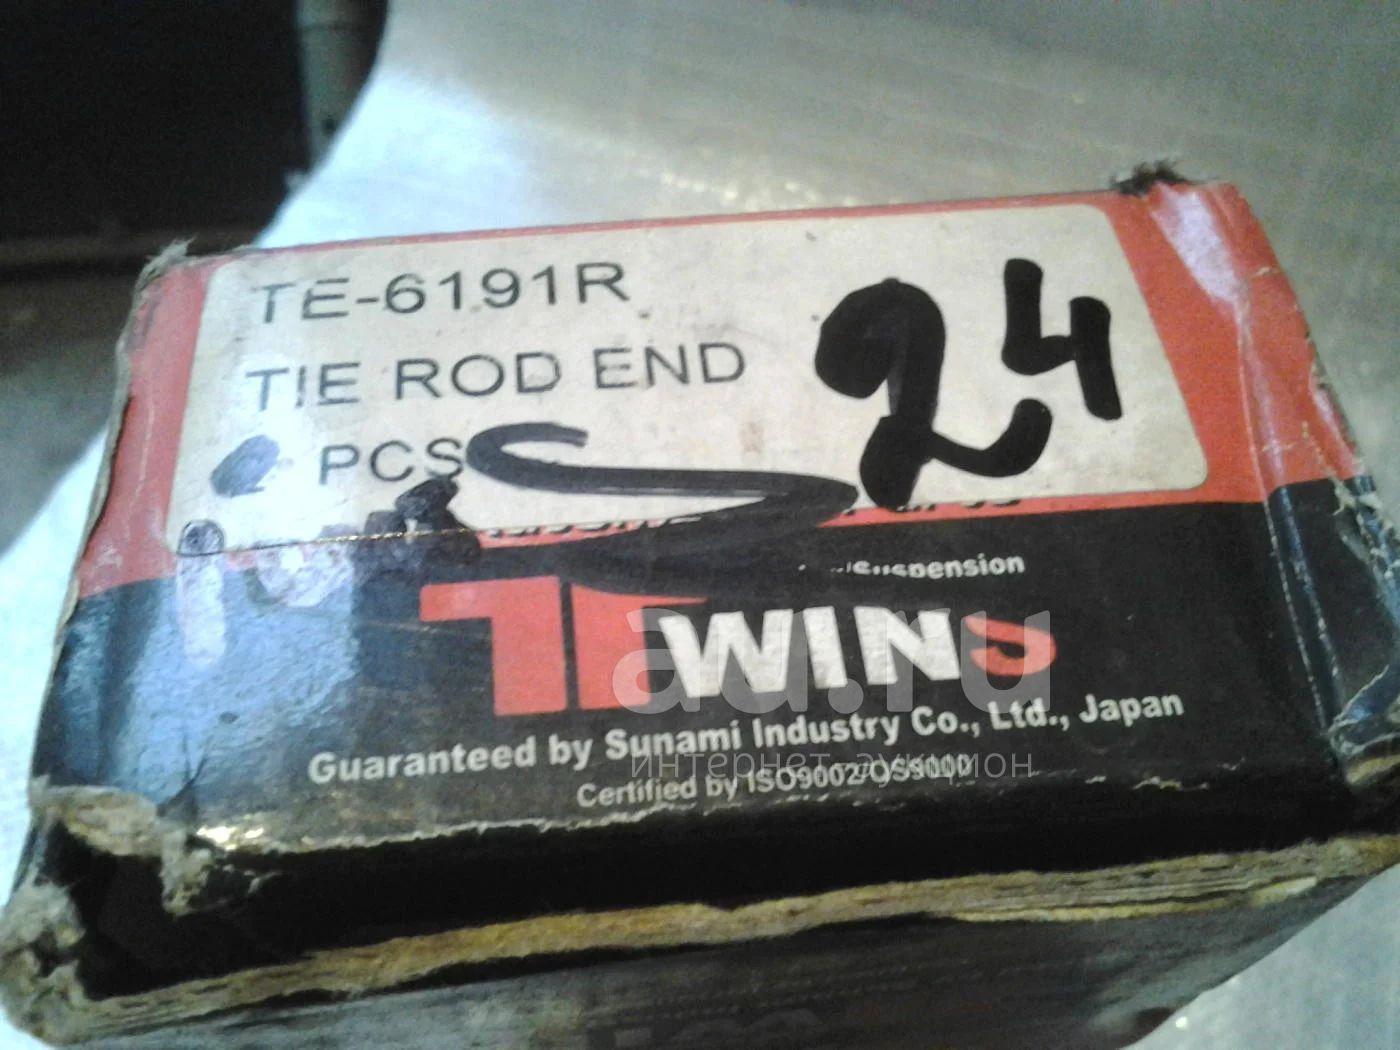 TE-6191R
TIE ROD END
24
PCS
Suspension
TWINS
au.ru
Guaranteed by Sunami Industry Co., Ltd., Japan
интернет-аукцион
Certified by ISO9002/QS9000